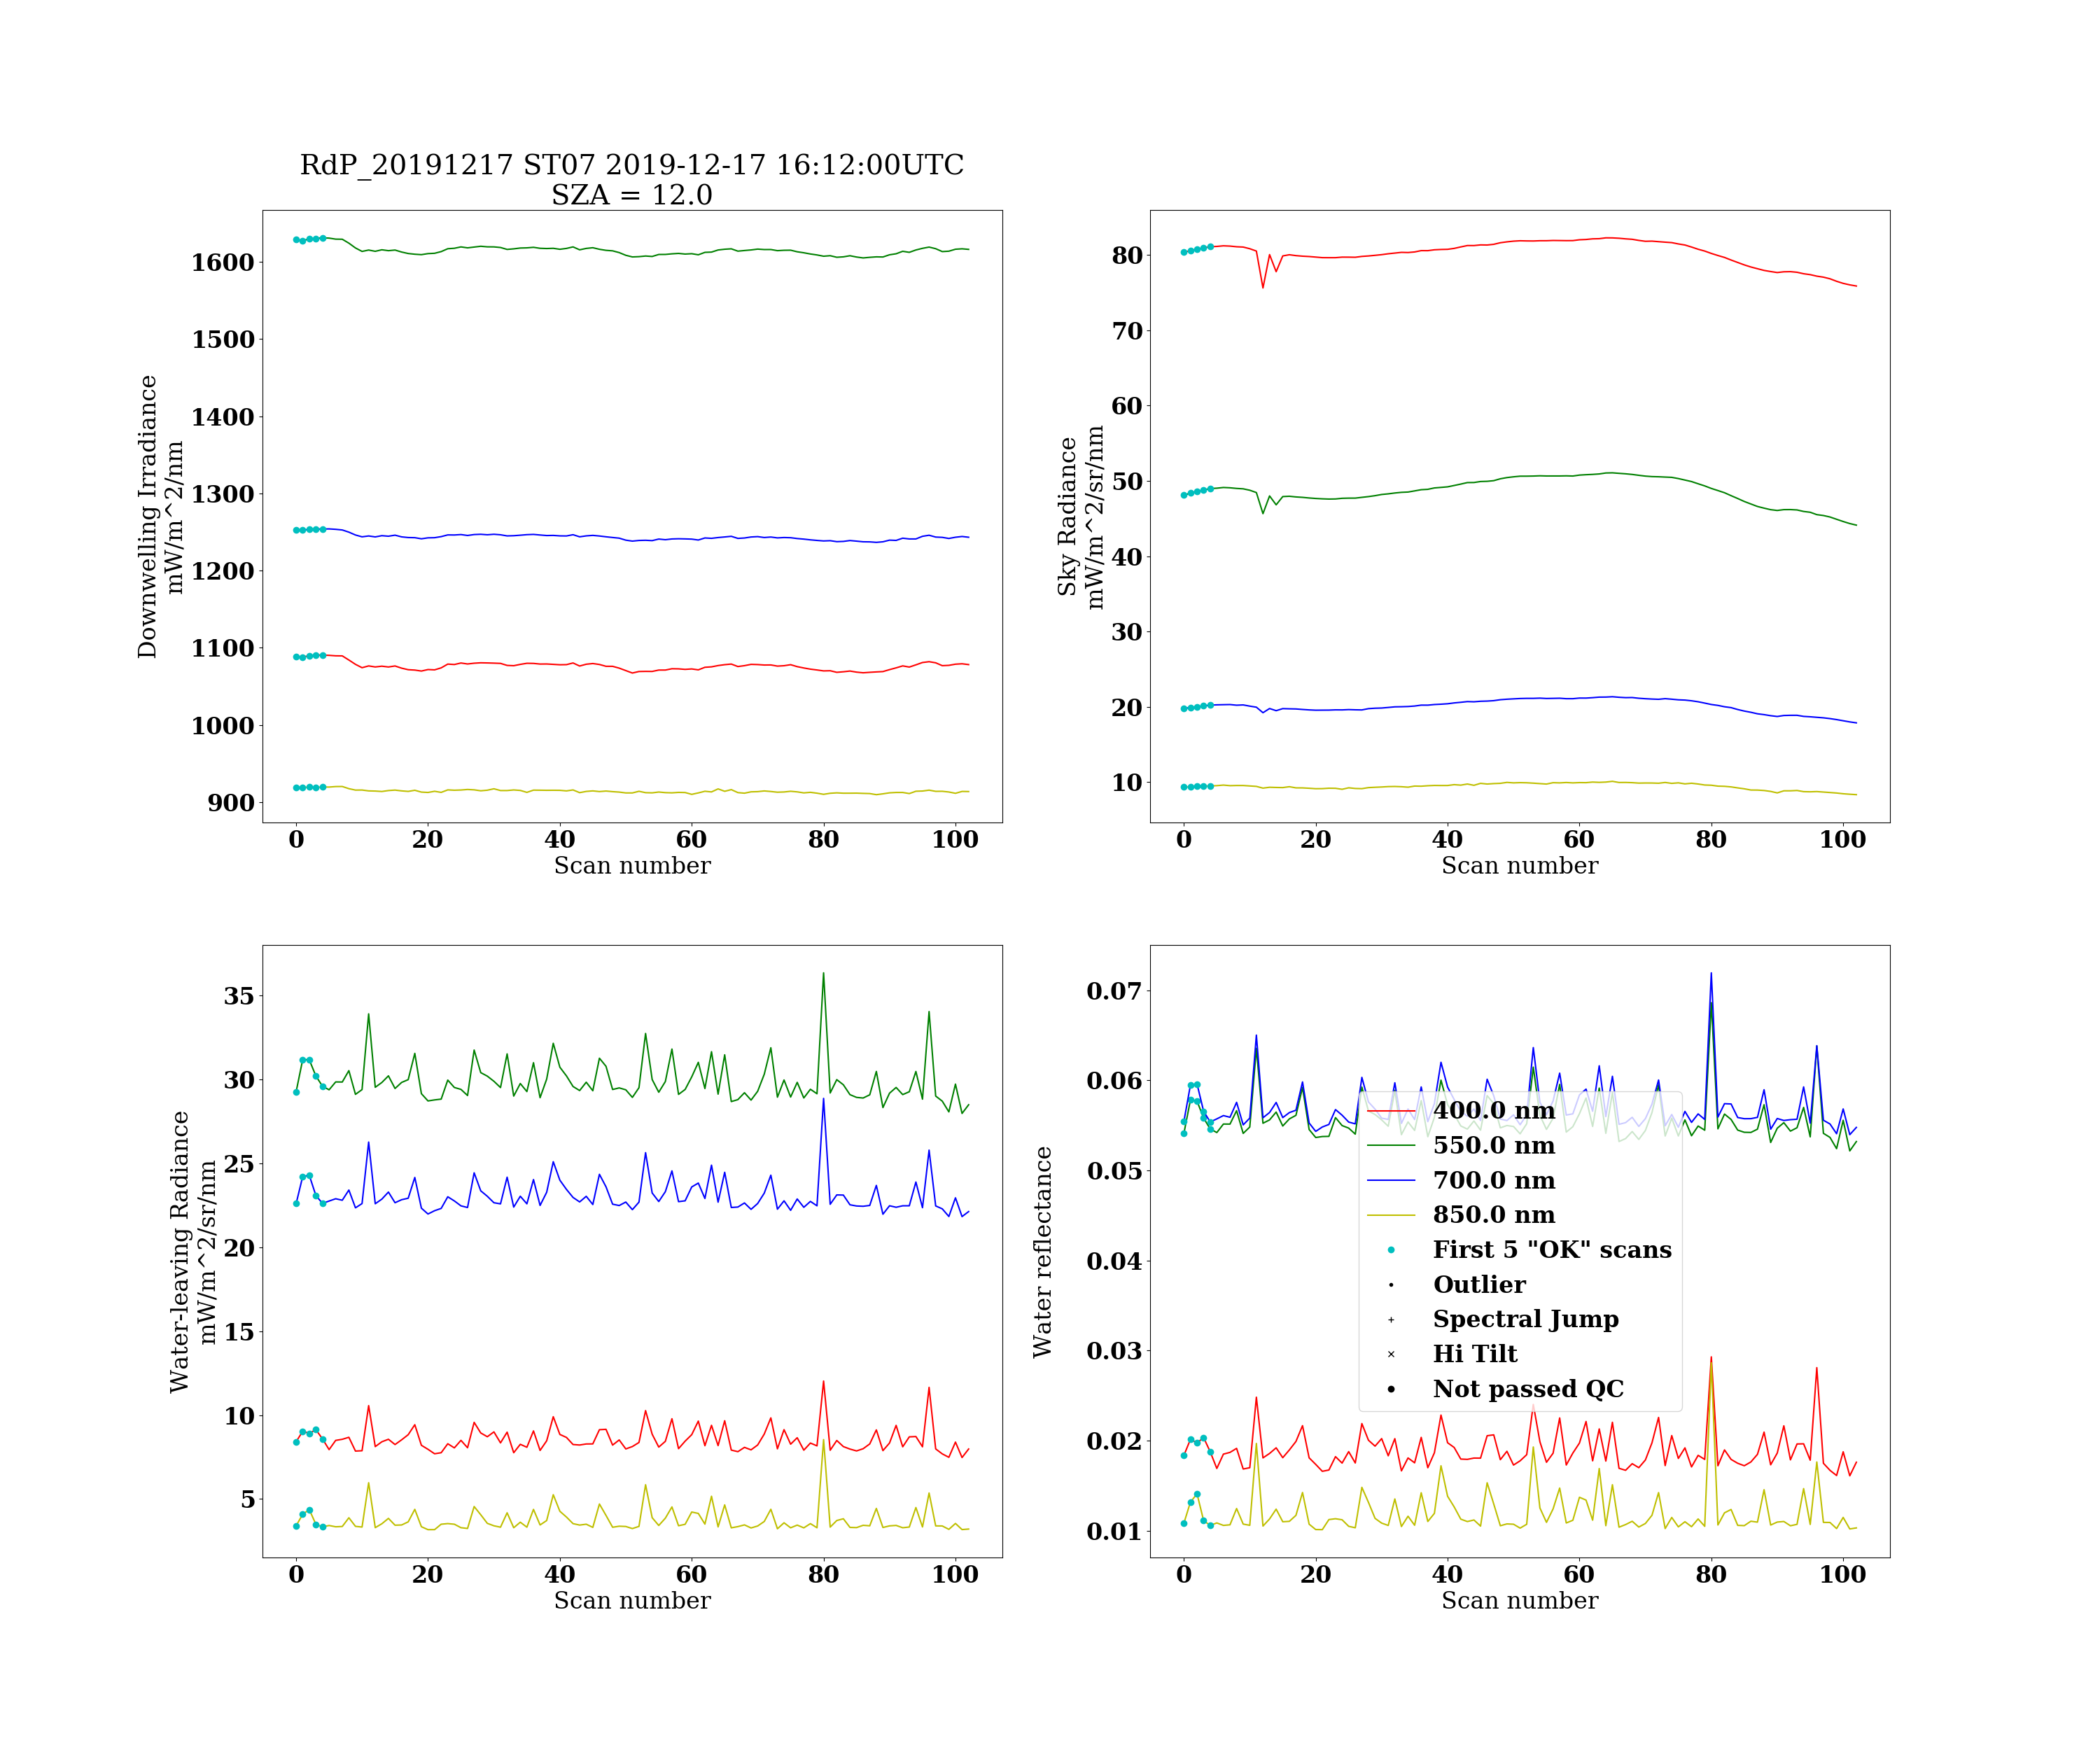 RdP_20191217 ST07 2019-12-17 16:12:00UTC
SZA = 12.0
Downwelling Irradiance
mW/m^2/nm
1600
1500
1400
1300
1200
1100
1000
900
0 20 40 60 80 100
Scan number
Sky Radiance
mW/m^2/sr/nm
80
70
60
50
40
30
20
10
0 20 40 60 80 100
Scan number
Water-leaving Radiance
mW/m^2/sr/nm
35
30
25
20
15
10
5
0 20 40 60 80 100
Scan number
Water reflectance
0.07
0.06
0.05
0.04
0.03
0.02
0.01
400.0 nm
550.0 nm
700.0 nm
850.0 nm
First 5 "OK" scans
Outlier
Spectral Jump
Hi Tilt
Not passed QC
0 20 40 60 80 100
Scan number